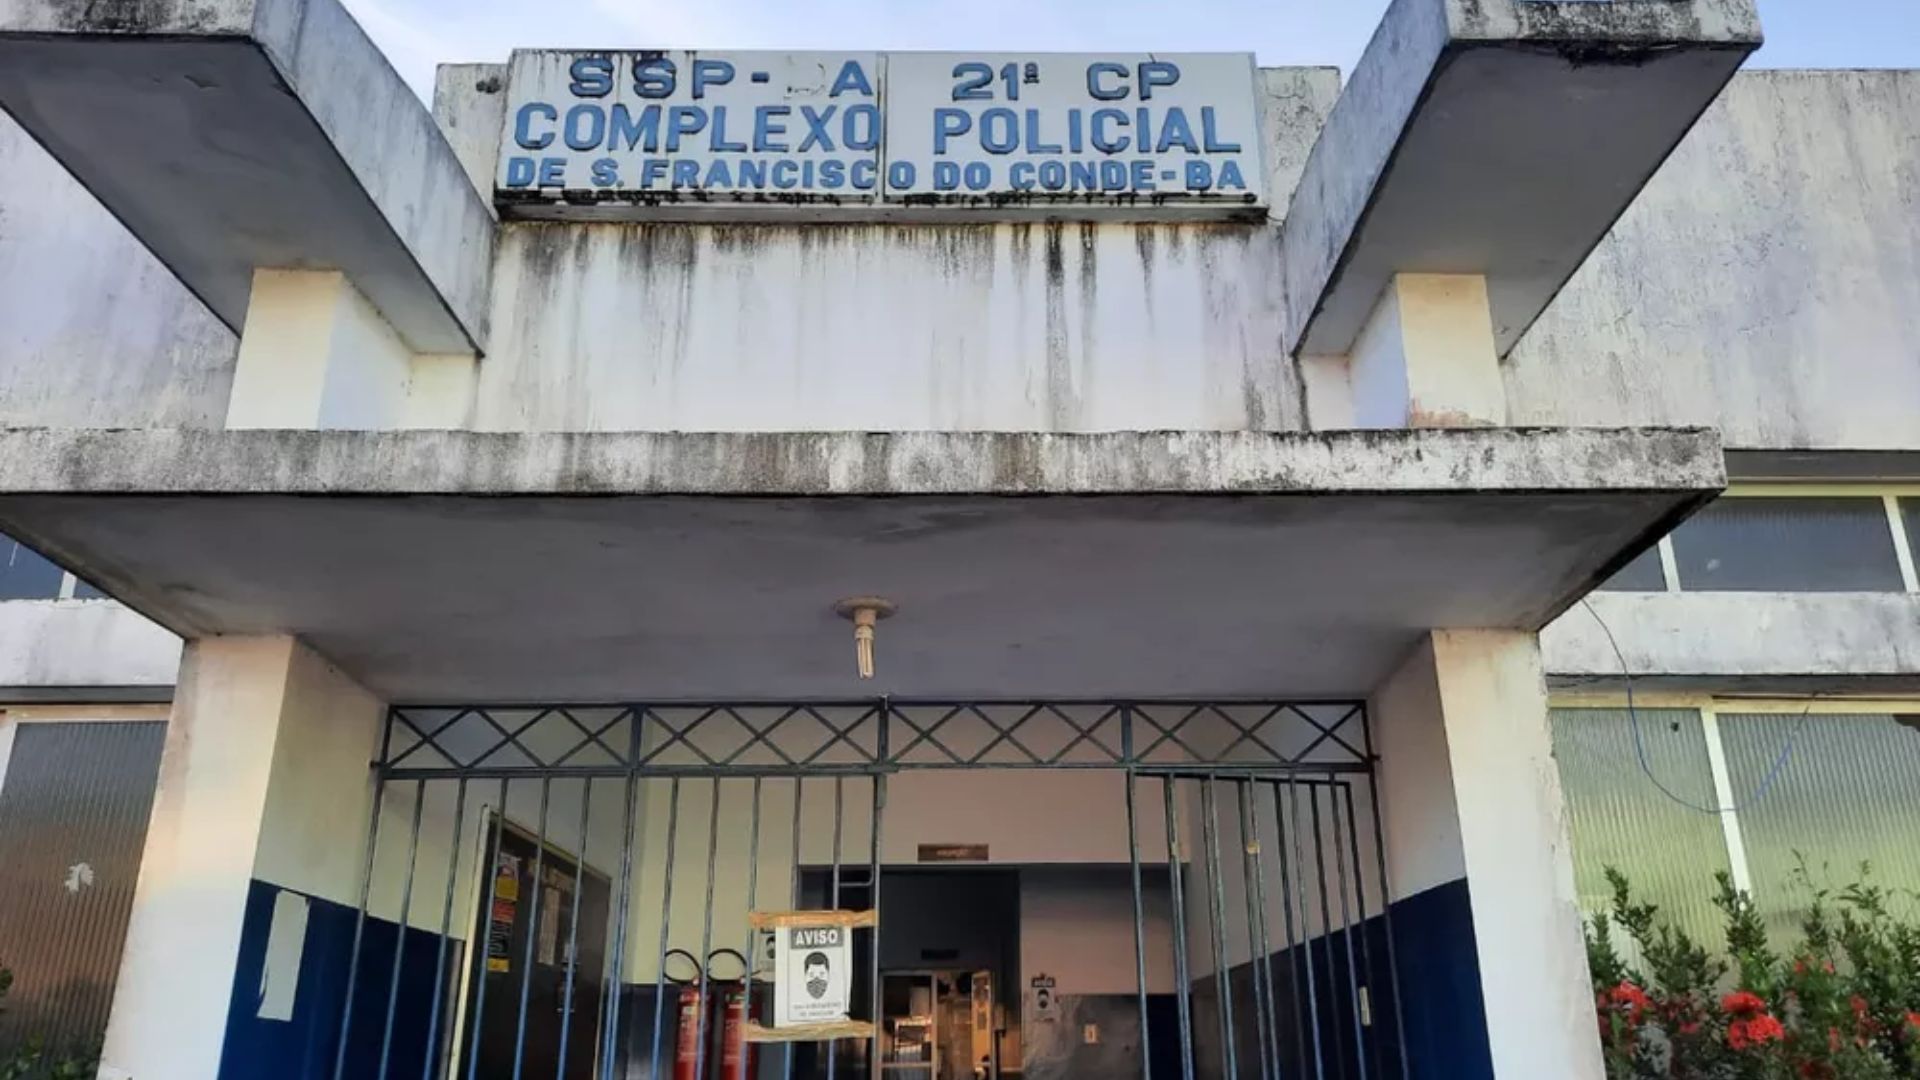 SSP- A 21ª CP
COMPLEXO POLICIAL
DE S. FRANCISCO DO CONDE-BA
AVISO